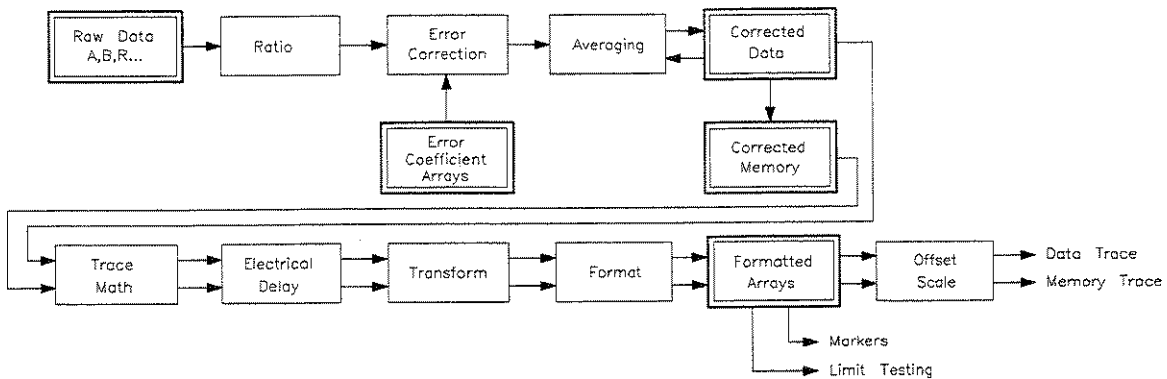 Raw Data
A,B,R...
Ratio
Error
Correction
Averaging
Corrected
Data
Error
Coefficient
Arrays
Corrected
Memory
Trace
Math
Electrical
Delay
Transform
Format
Formatted
Arrays
Offset
Scale
Data Trace
Memory Trace
Markers
Limit Testing